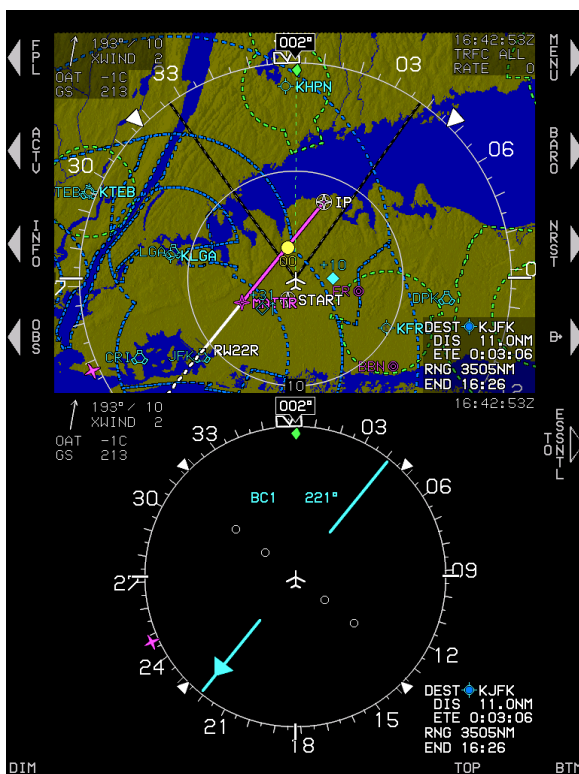 FPL
193°/ 10
XWIND 2
OAT -1C
GS 213
002°
16:42:53Z
TRFC ALL
RATE 0
MENU
33
03
KHPN
ACTV
BARO
30
06
TEB
KTEB
IP
INFO
NRST
LGA
KLGA
00
+10
START
MATTR
DPK
KFR
OBS
B
CRI
JFK
RW22R
BBN
10
DEST KJFK
DIS 11.0NM
ETE 0:03:06
RNG 3505NM
END 16:26
193°/ 10
XWIND 2
OAT -1C
GS 213
002°
16:42:53Z
ESSNTL
TO
33
03
BC1 221°
30
06
27
09
24
12
21
15
18
DEST KJFK
DIS 11.0NM
ETE 0:03:06
RNG 3505NM
END 16:26
DIM
TOP
BTM